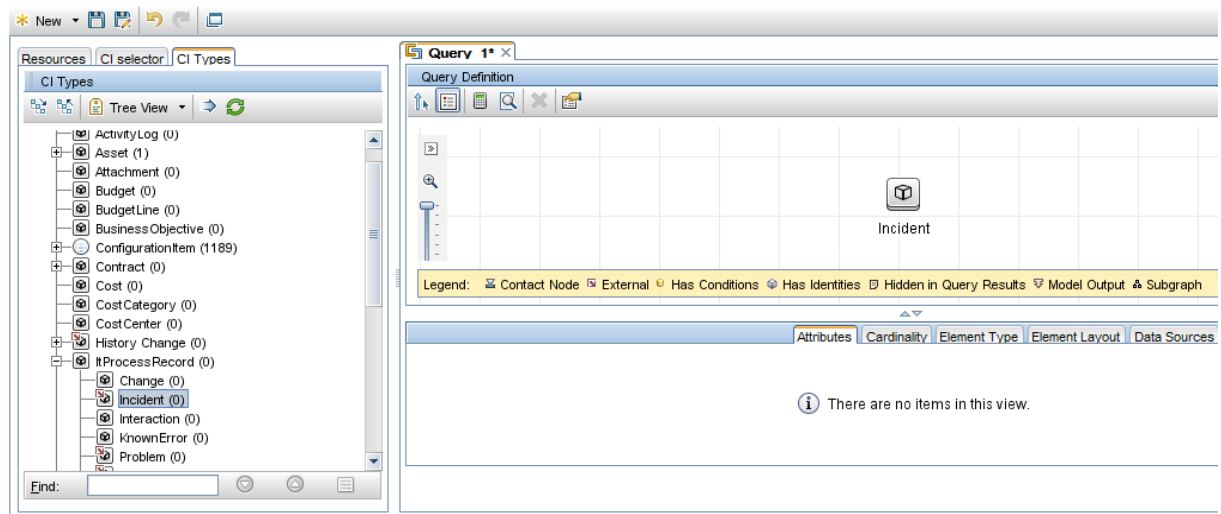 New
Resources CI selector CI Types
CI Types
Tree View
ActivityLog (0)
Asset (1)
Attachment (0)
Budget (0)
BudgetLine (0)
BusinessObjective (0)
ConfigurationItem (1189)
Contract (0)
Cost (0)
CostCategory (0)
CostCenter (0)
History Change (0)
ItProcessRecord (0)
Change (0)
Incident (0)
Interaction (0)
KnownError (0)
Problem (0)
Find:
Query 1*
Query Definition
Incident
Legend: Contact Node External Has Conditions Has Identities Hidden in Query Results Model Output Subgraph
Attributes Cardinality Element Type Element Layout Data Sources
There are no items in this view.